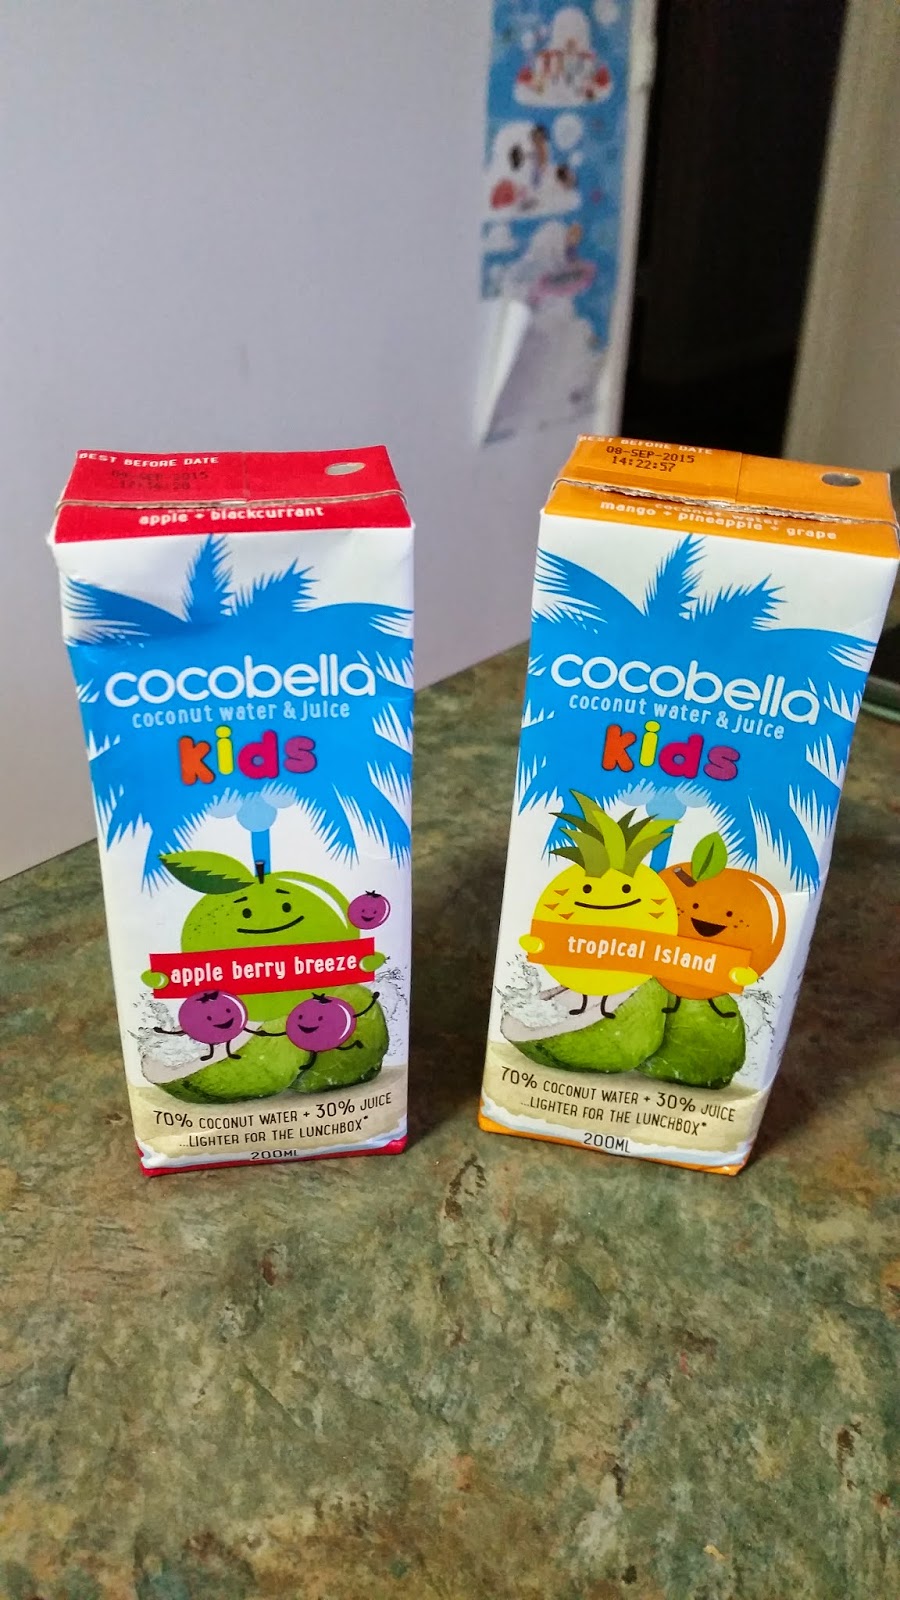 BEST BEFORE DATE
apple + blackcurrant
cocobella
coconut water & juice
kids
apple berry breeze
70% COCONUT WATER + 30% JUICE
...LIGHTER FOR THE LUNCHBOX*
200ML
BEST BEFORE DATE
08-SEP-2015
14:22:57
coconut water
mango + pineapple + grape
cocobella
coconut water & juice
kids
tropical island
70% COCONUT WATER + 30% JUICE
...LIGHTER FOR THE LUNCHBOX*
200ML